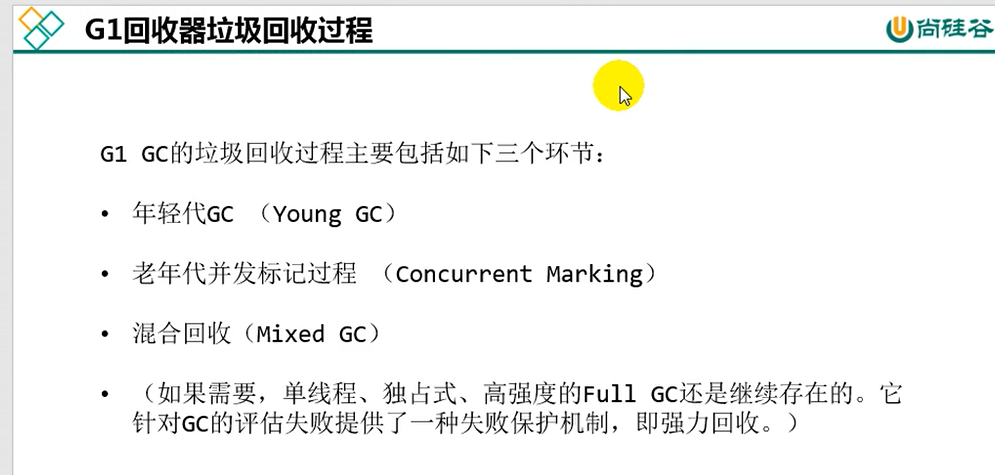 G1回收器垃圾回收过程
尚硅谷
G1 GC的垃圾回收过程主要包括如下三个环节：
• 年轻代GC （Young GC）
• 老年代并发标记过程 （Concurrent Marking）
• 混合回收（Mixed GC）
• （如果需要，单线程、独占式、高强度的Full GC还是继续存在的。它
针对GC的评估失败提供了一种失败保护机制，即强力回收。）